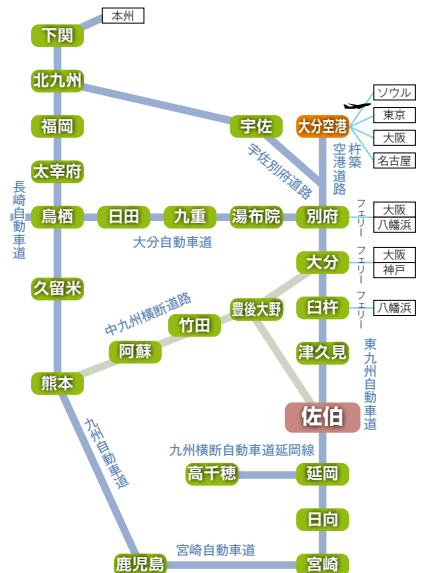 本州
下関
北九州
ソウル
福岡
宇佐
大分空港
東京
大阪
宇佐別府道路
空港道路
杵築
名古屋
太宰府
長崎自動車道
鳥栖
日田
九重
湯布院
別府
フェリー
大阪
八幡浜
大分自動車道
大分
フェリー
大阪
神戸
久留米
中九州横断道路
豊後大野
臼杵
フェリー
八幡浜
竹田
阿蘇
津久見
東九州自動車道
熊本
佐伯
九州自動車道
九州横断自動車道延岡線
高千穂
延岡
日向
宮崎自動車道
鹿児島
宮崎